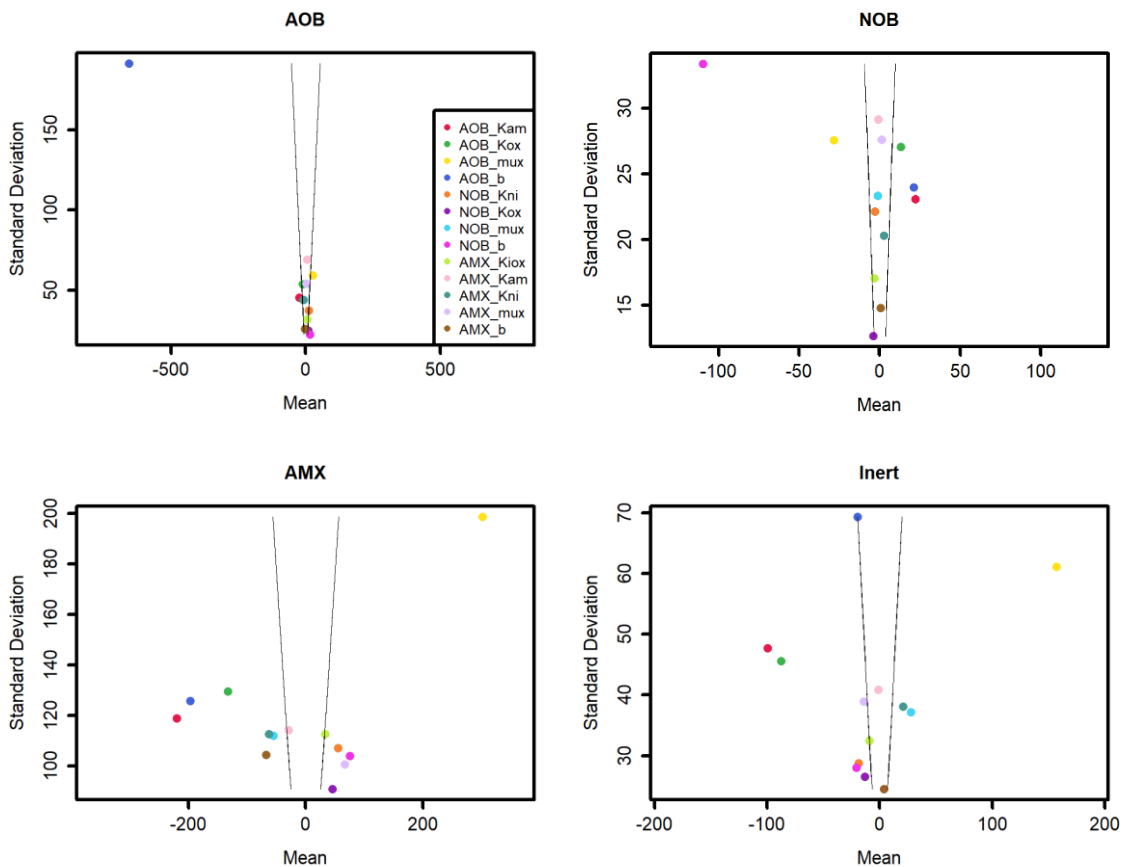 AOB
Standard Deviation
50
100
150
AOB_Kam
AOB_Kox
AOB_mux
AOB_b
NOB_Kni
NOB_Kox
NOB_mux
NOB_b
AMX_Kiox
AMX_Kam
AMX_Kni
AMX_mux
AMX_b
-500
0
500
Mean
NOB
Standard Deviation
15
20
25
30
-100
-50
0
50
100
Mean
AMX
Standard Deviation
100
120
140
160
180
200
-200
0
200
Mean
Inert
Standard Deviation
30
40
50
60
70
-200
-100
0
100
200
Mean